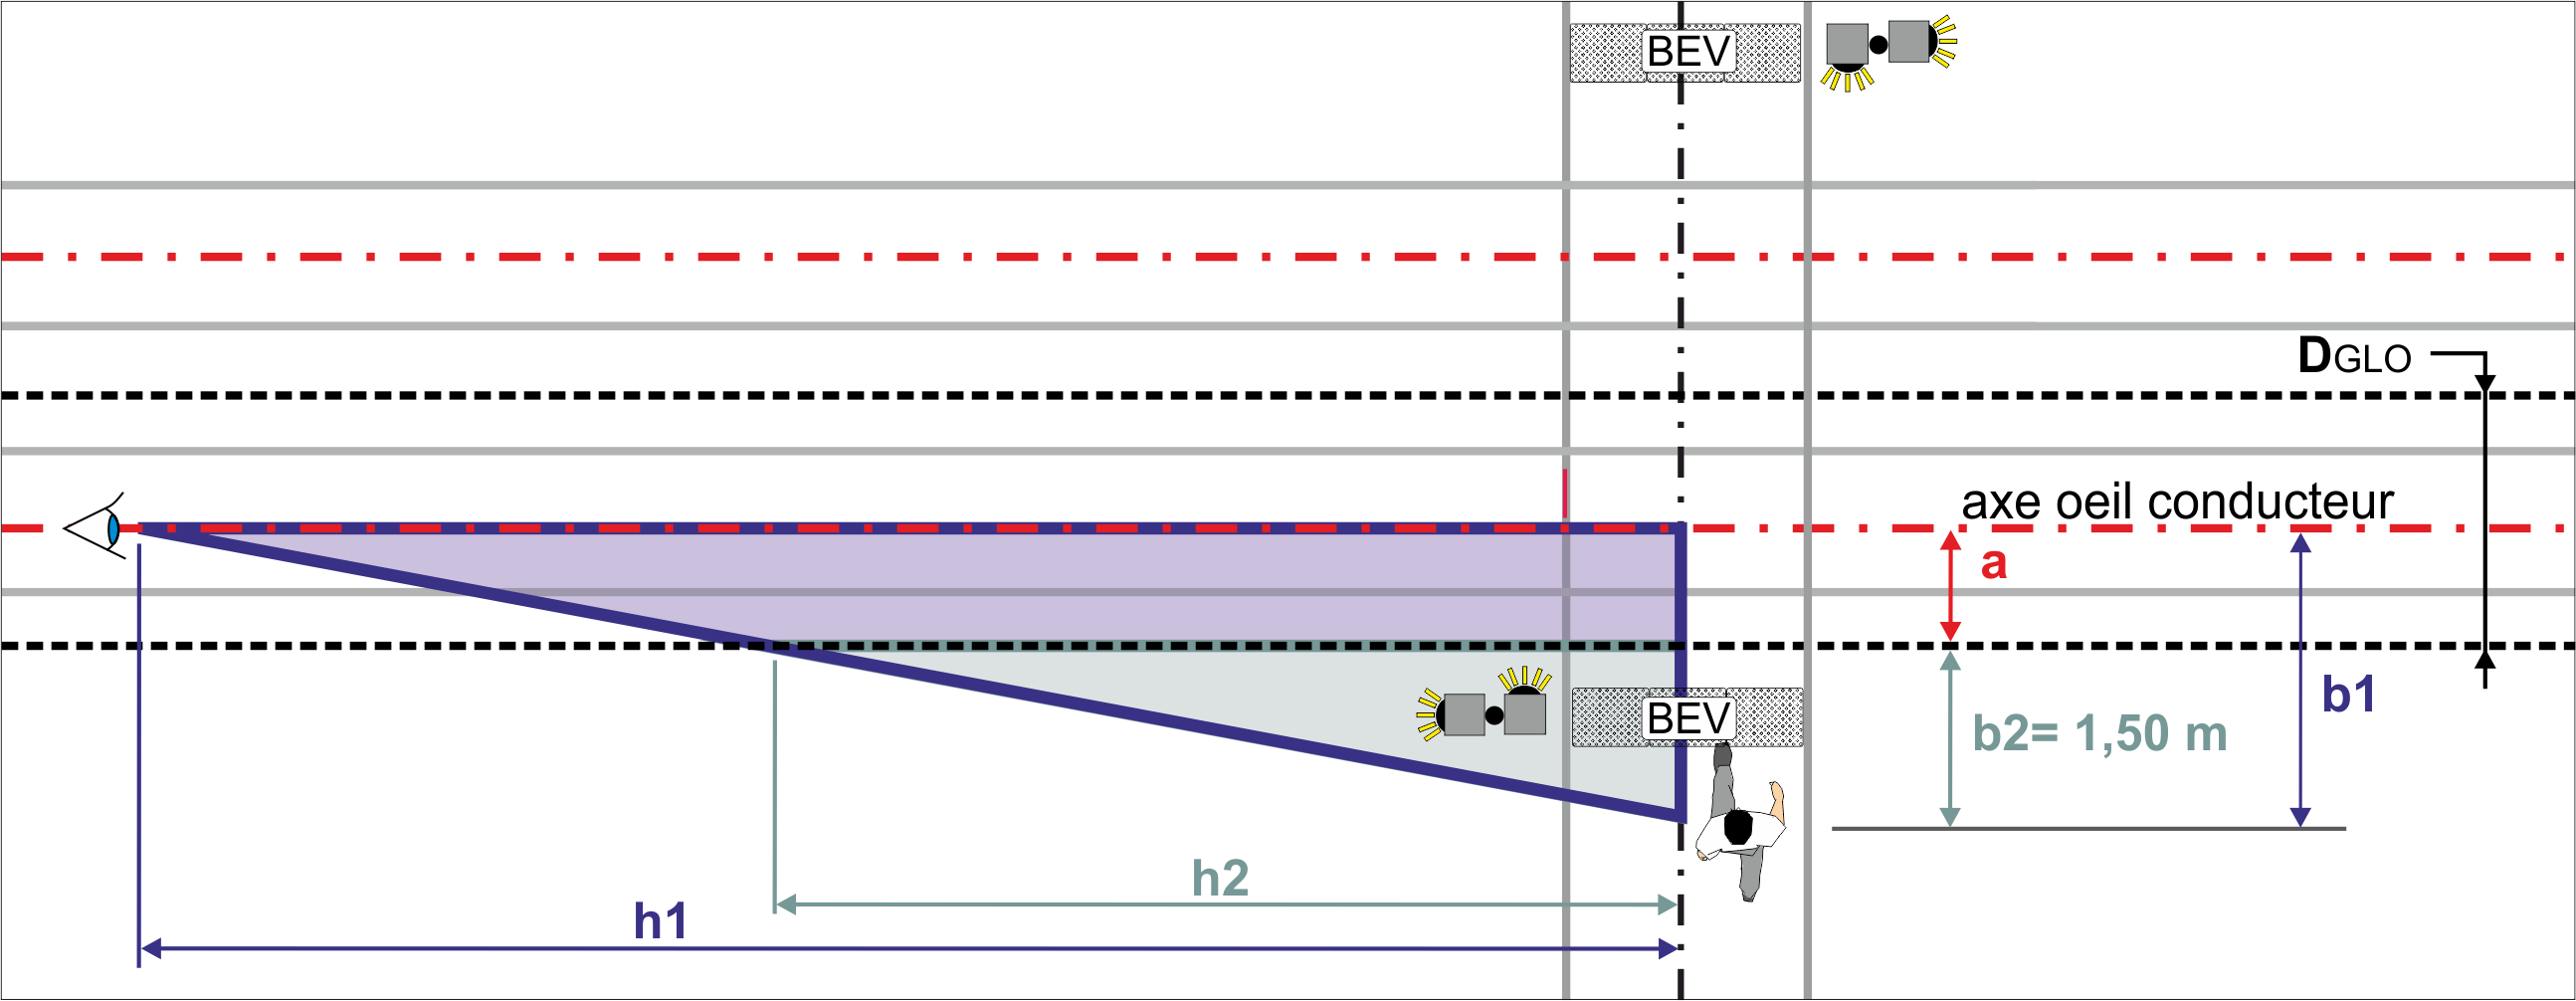 BEV
DGLO
axe oeil conducteur
a
b1
BEV
b2= 1,50 m
h2
h1